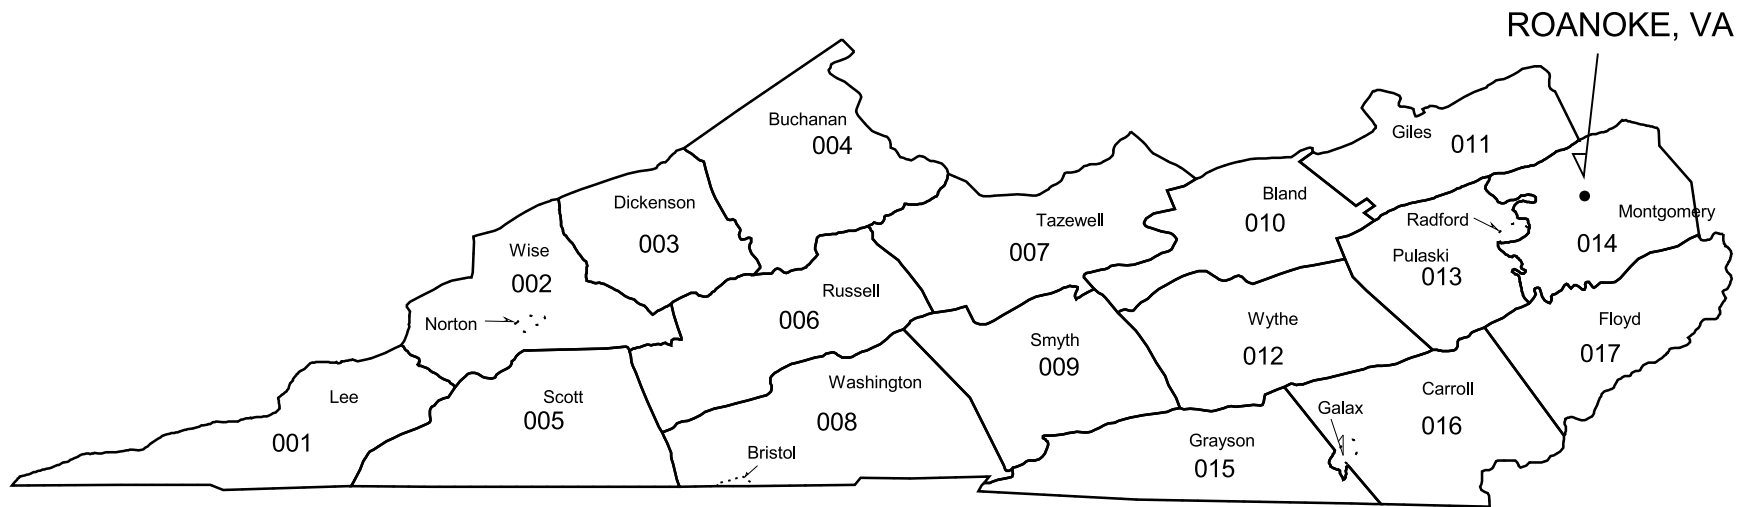 ROANOKE, VA
Buchanan
004
Giles
011
Dickenson
003
Bland
010
Tazewell
007
Radford
Montgomery
014
Wise
002
Pulaski
013
Norton
Russell
006
Wythe
012
Floyd
017
Smyth
009
Lee
001
Scott
005
Washington
008
Carroll
016
Galax
Bristol
Grayson
015